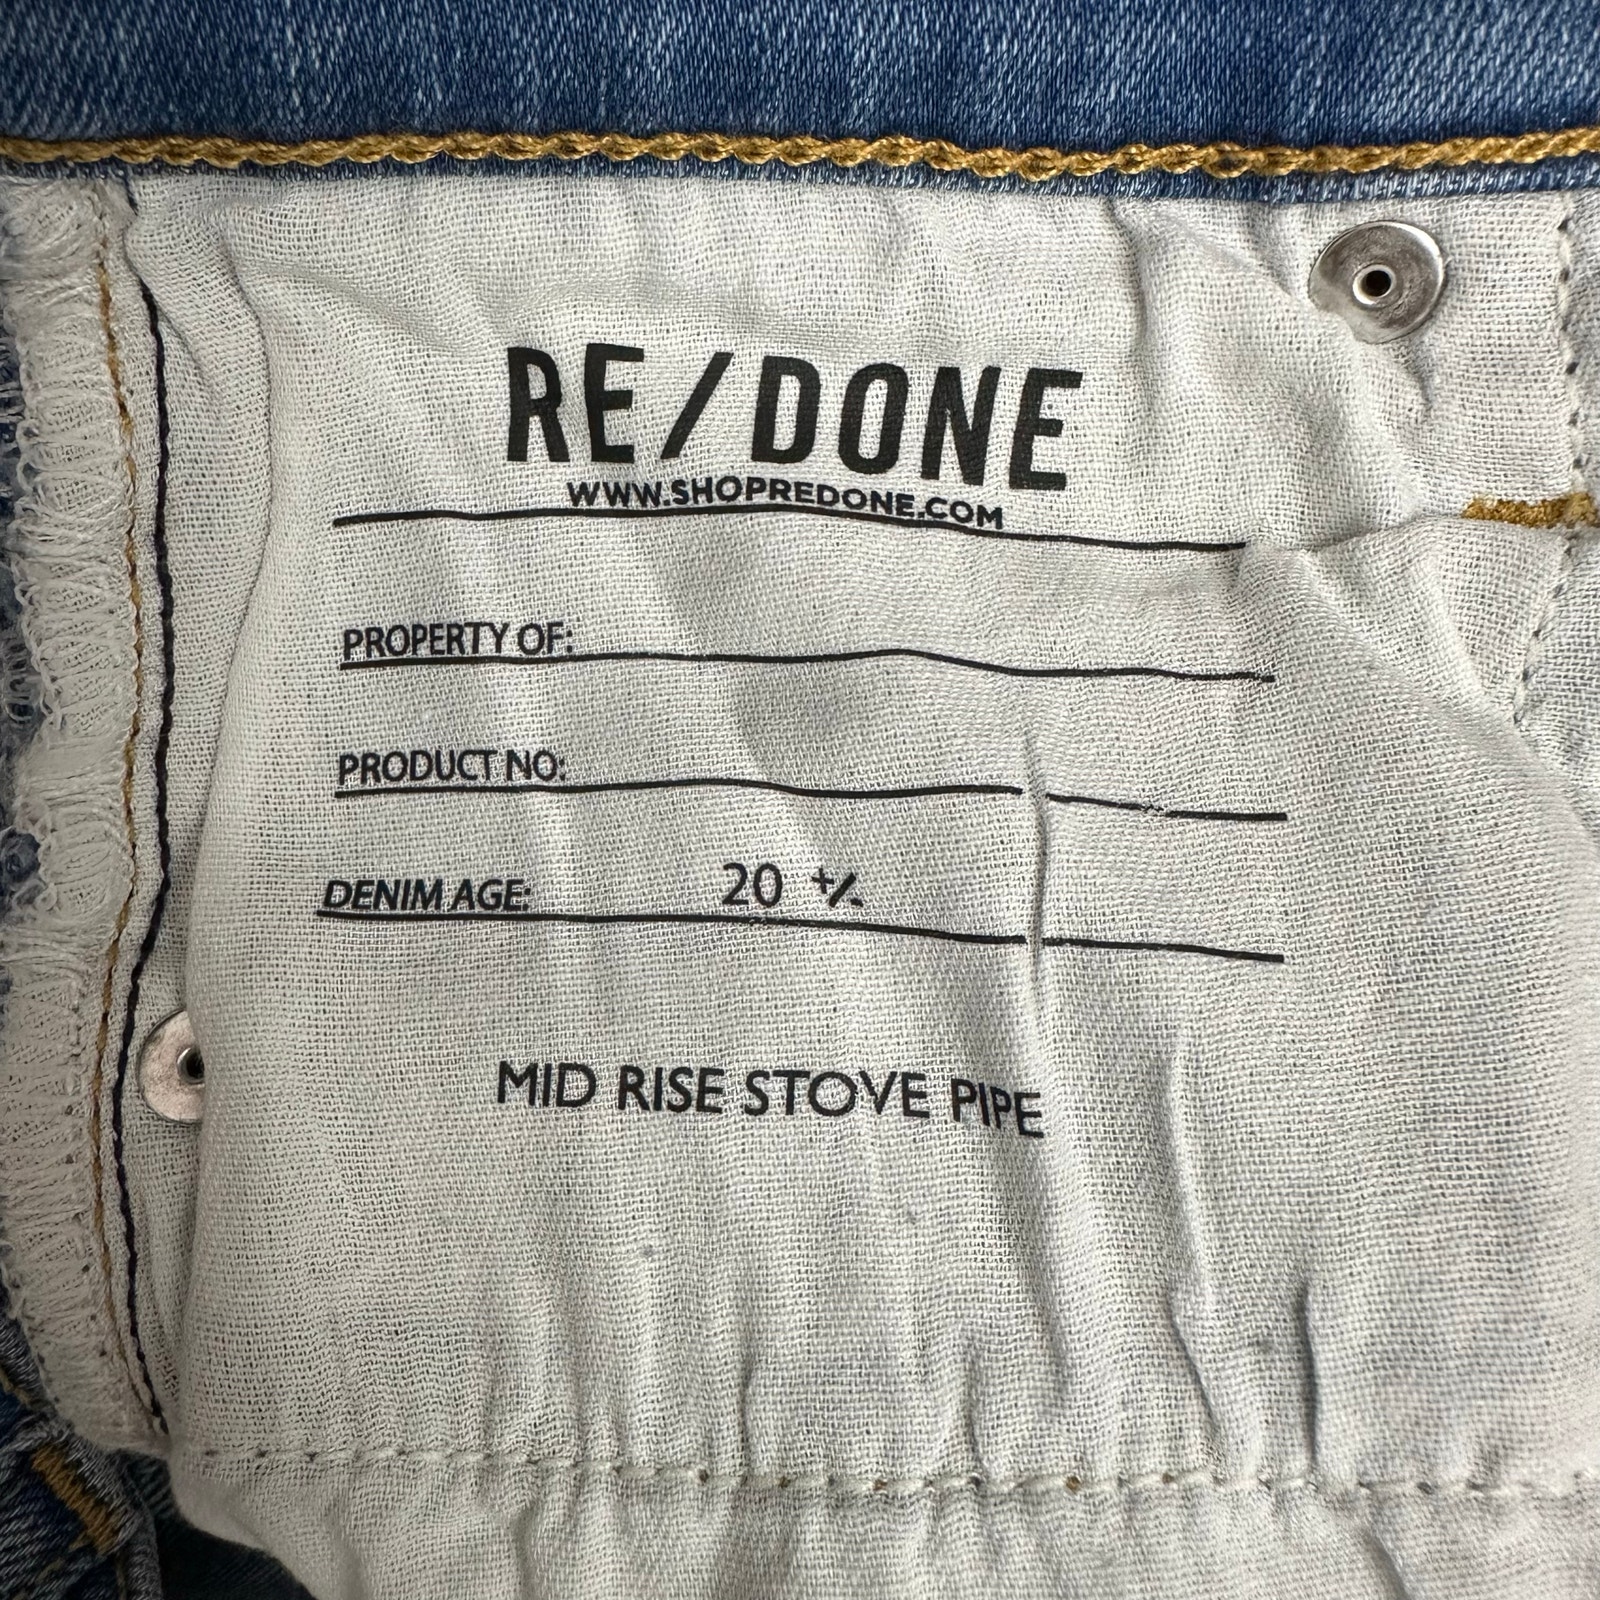 RE/DONE
WWW.SHOPREDONE.COM
PROPERTY OF:
PRODUCT NO:
DENIM AGE: 20 +/-
MID RISE STOVE PIPE